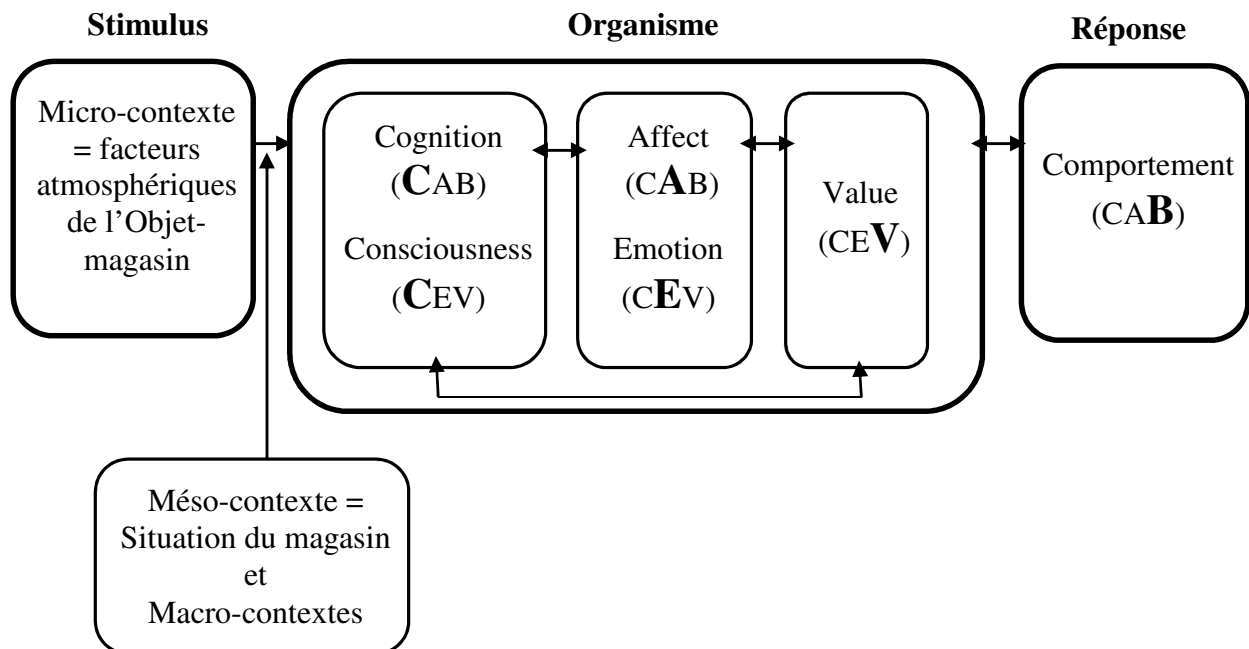 Stimulus
Organisme
Réponse
Micro-contexte
= facteurs
atmosphériques
de l’Objet-
magasin
Cognition
(CAB)
Consciousness
(CEV)
Affect
(CAB)
Emotion
(CEV)
Value
(CEV)
Comportement
(CAB)
Méso-contexte =
Situation du magasin
et
Macro-contextes